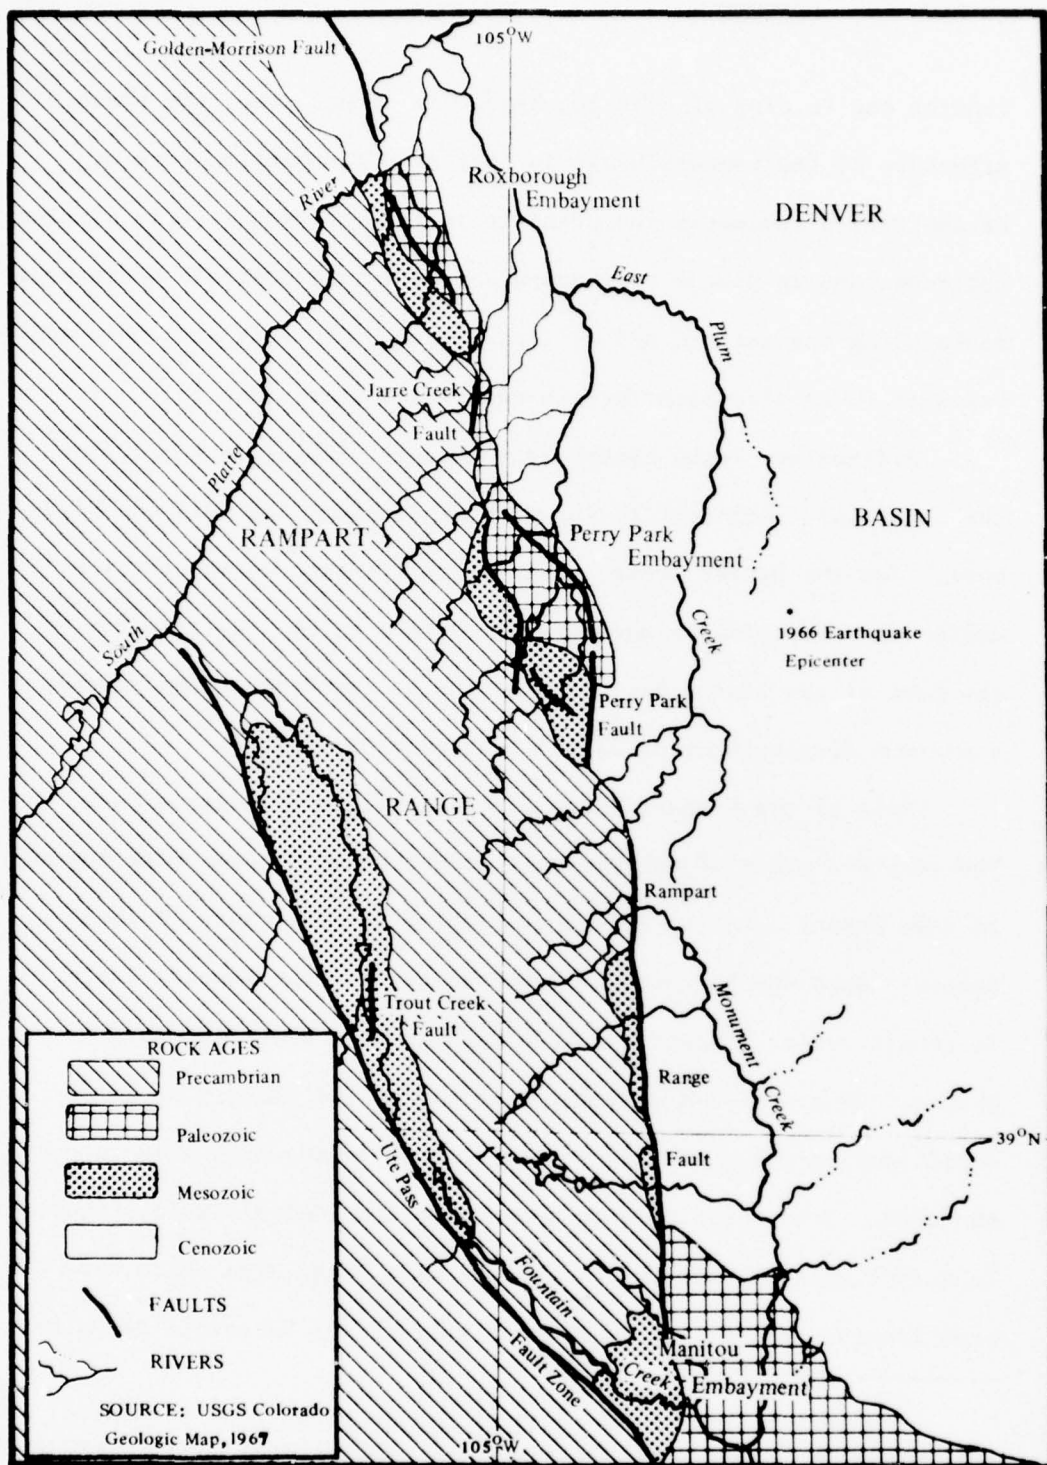 Golden-Morrison Fault
105°W
River
Roxborough
Embayment
DENVER
East
Plum
Jarre Creek
Fault
Platte
RAMPART
Perry Park
Embayment
BASIN
Creek
1966 Earthquake
Epicenter
South
Perry Park
Fault
RANGE
Rampart
Trout Creek
Fault
Monument
Creek
Range
39°N
Fault
Ute Pass
Fountain
Creek
Fault Zone
Manitou
Embayment
105°W
ROCK AGES
Precambrian
Paleozoic
Mesozoic
Cenozoic
FAULTS
RIVERS
SOURCE: USGS Colorado
Geologic Map, 1967